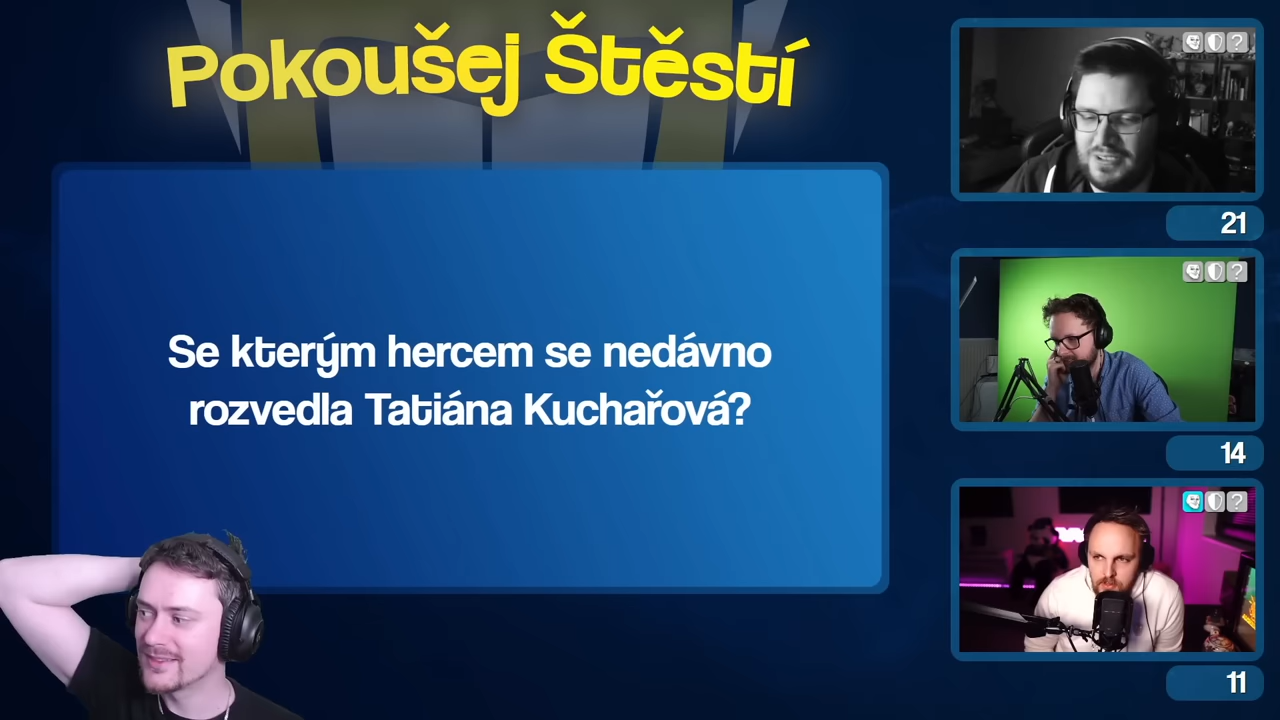 Pokoušej Štěstí
Se kterým hercem se nedávno
rozvedla Tatiána Kuchařová?
?
21
?
14
?
11